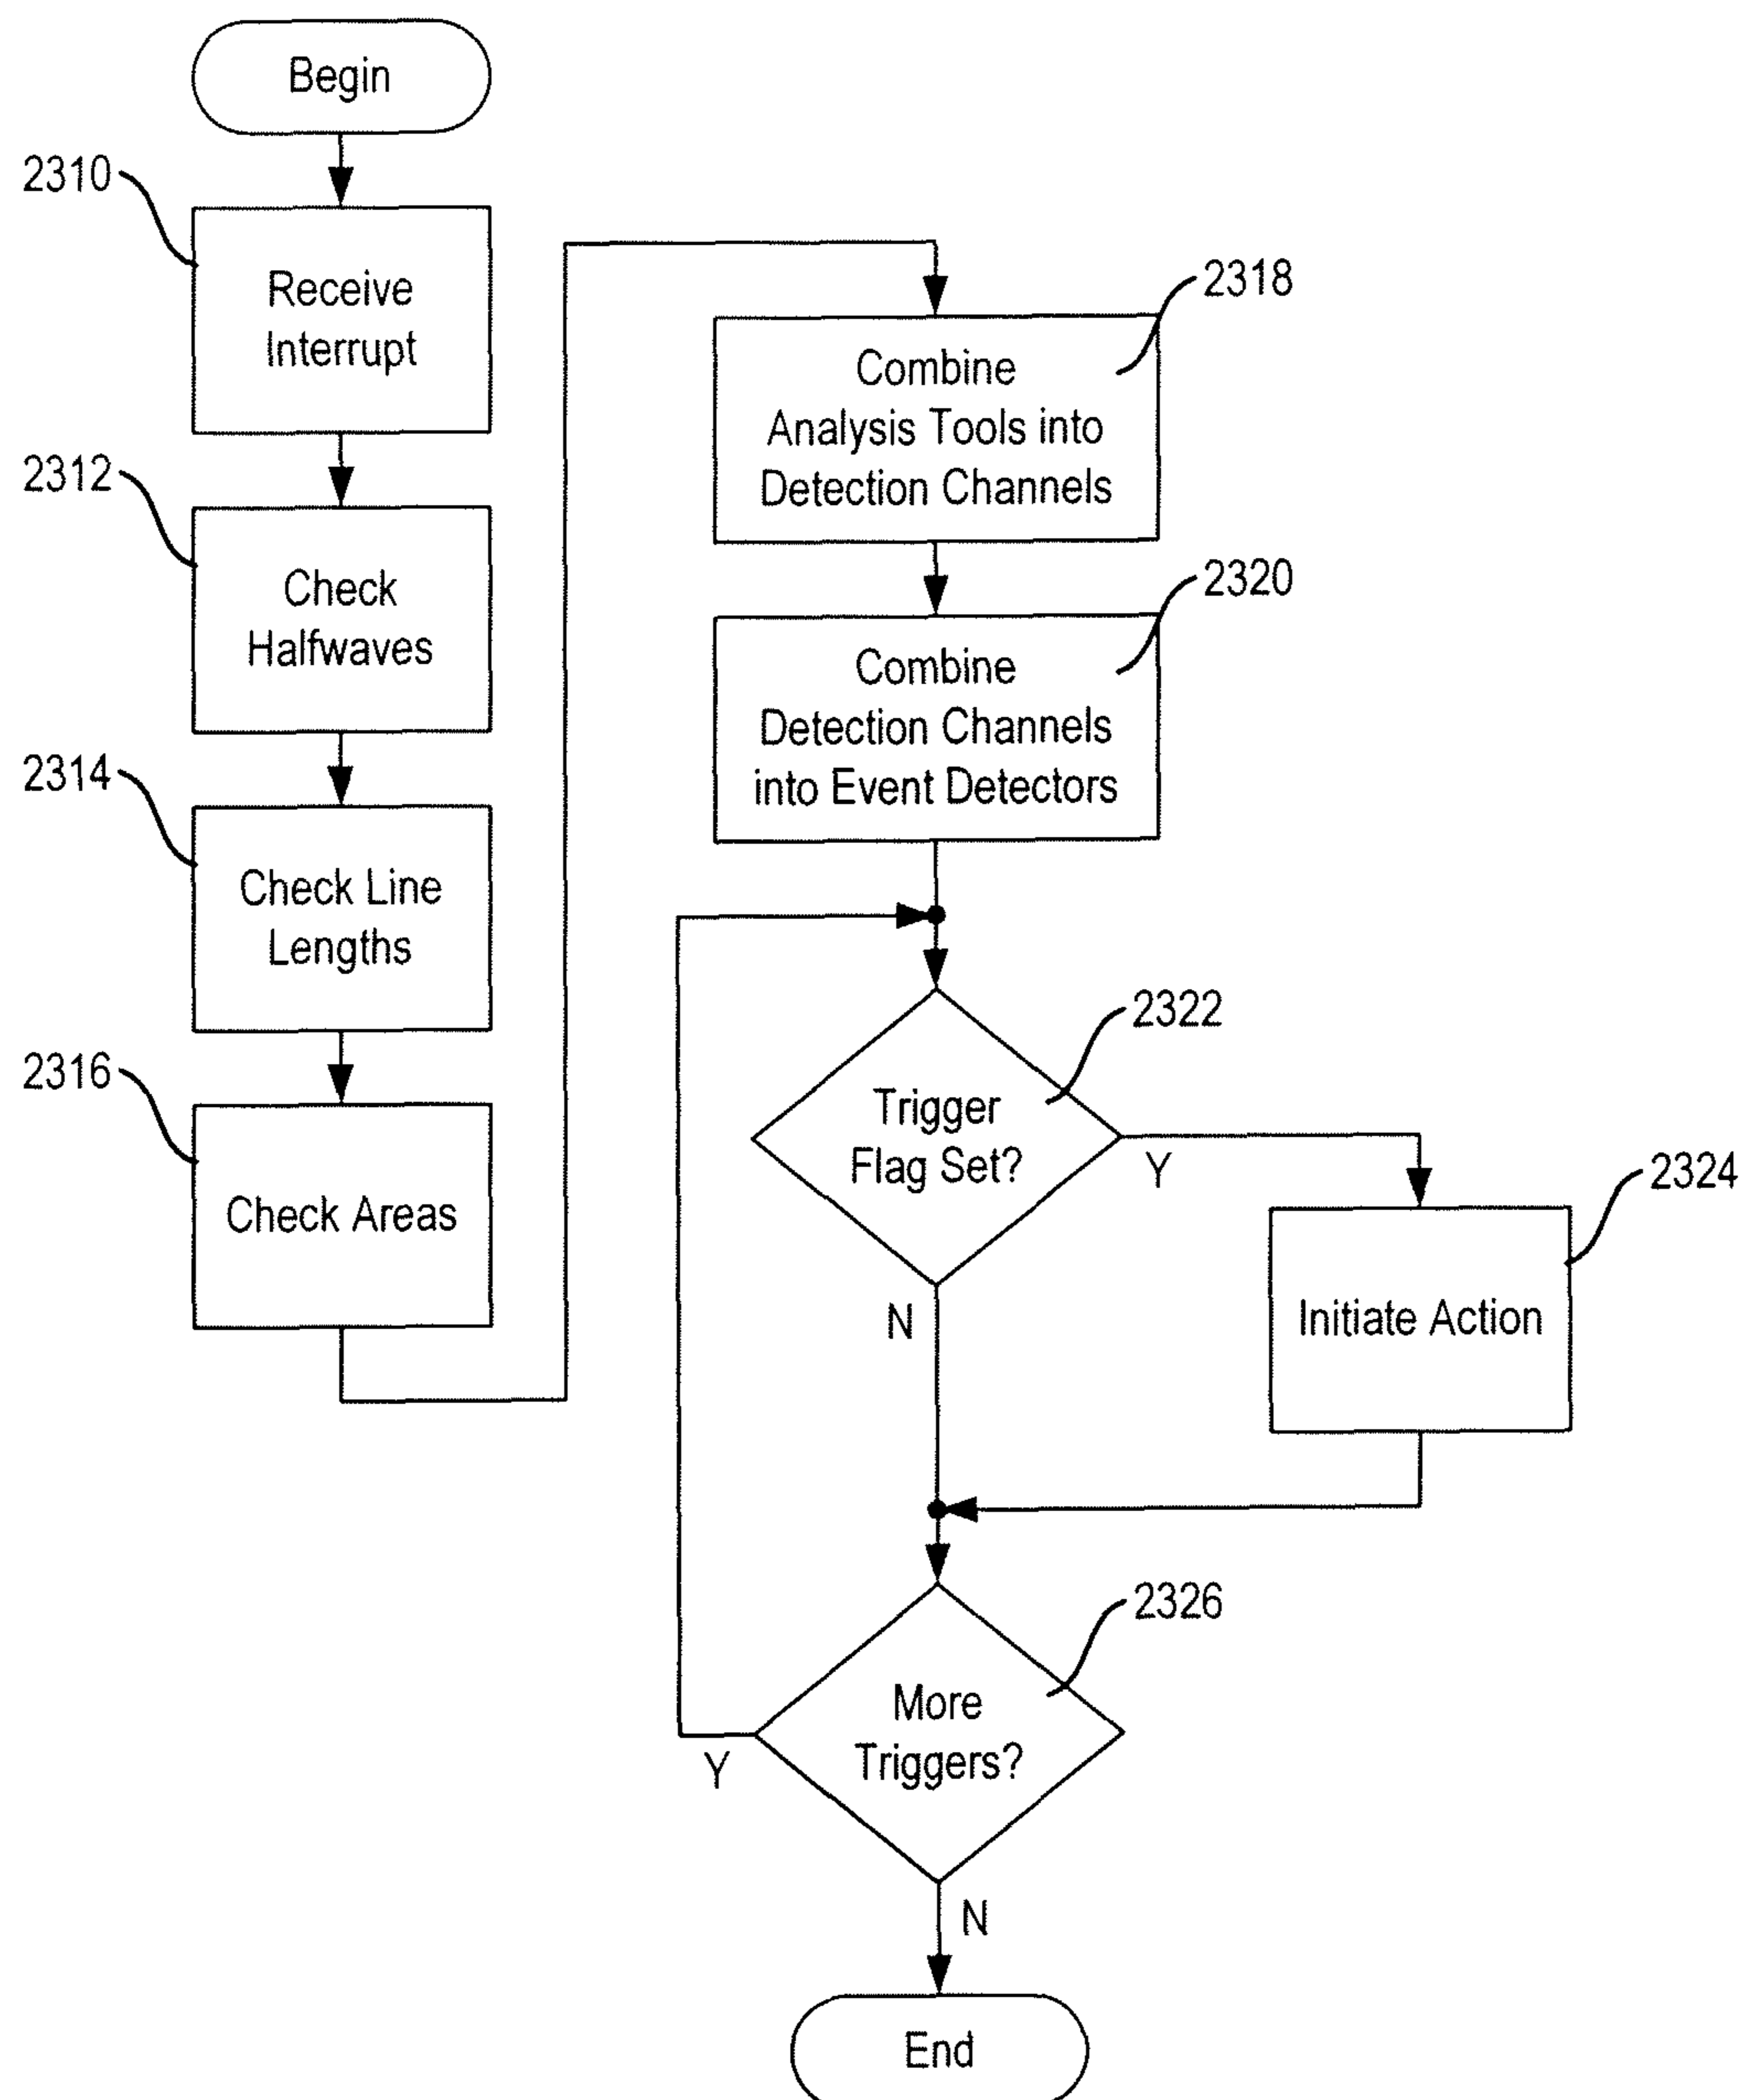 Begin
2310
Receive
Interrupt
2312
Check
Halfwaves
2314
Check Line
Lengths
2316
Check Areas
2318
Combine
Analysis Tools into
Detection Channels
2320
Combine
Detection Channels
into Event Detectors
2322
Trigger
Flag Set?
Y
N
2324
Initiate Action
2326
More
Triggers?
Y
N
End